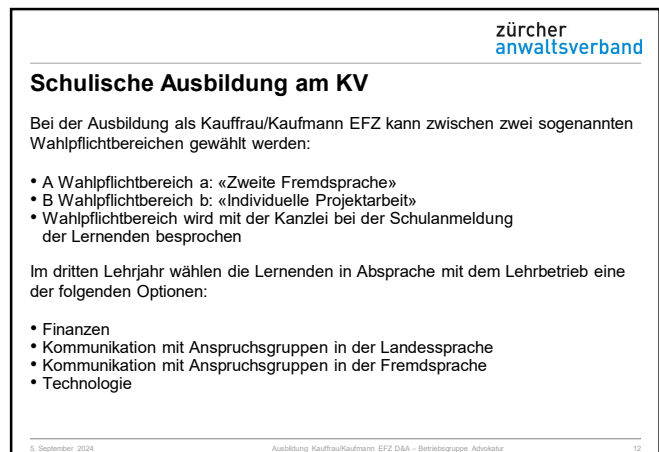 zürcher
anwaltsverband
Schulische Ausbildung am KV
Bei der Ausbildung als Kauffrau/Kaufmann EFZ kann zwischen zwei sogenannten
Wahlpflichtbereichen gewählt werden:
• A Wahlpflichtbereich a: «Zweite Fremdsprache»
• B Wahlpflichtbereich b: «Individuelle Projektarbeit»
• Wahlpflichtbereich wird mit der Kanzlei bei der Schulanmeldung
der Lernenden besprochen
Im dritten Lehrjahr wählen die Lernenden in Absprache mit dem Lehrbetrieb eine
der folgenden Optionen:
• Finanzen
• Kommunikation mit Anspruchsgruppen in der Landessprache
• Kommunikation mit Anspruchsgruppen in der Fremdsprache
• Technologie
5. September 2024 Ausbildung Kauffrau/Kaufmann EFZ D&A – Betriebsgruppe Advokatur 12